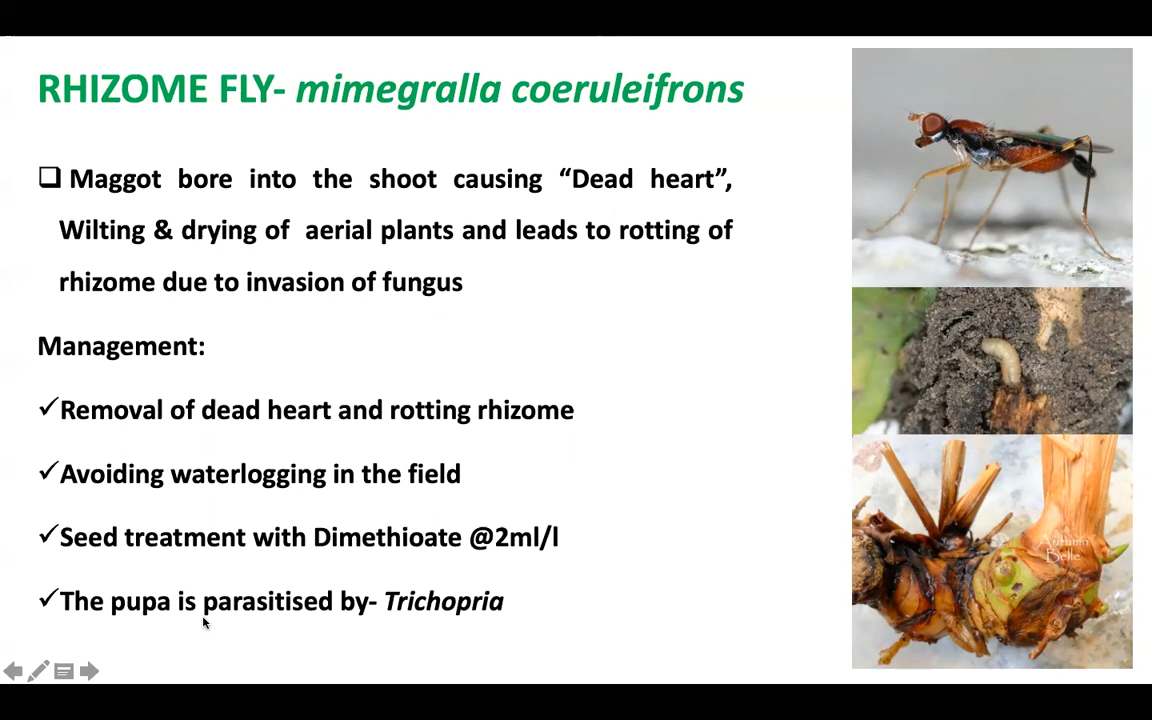 RHIZOME FLY- mimegralla coeruleifrons
❑ Maggot bore into the shoot causing “Dead heart”,
Wilting & drying of aerial plants and leads to rotting of
rhizome due to invasion of fungus
Management:
✓Removal of dead heart and rotting rhizome
✓Avoiding waterlogging in the field
✓Seed treatment with Dimethioate @2ml/l
✓The pupa is parasitised by- Trichopria
Autumn
Belle